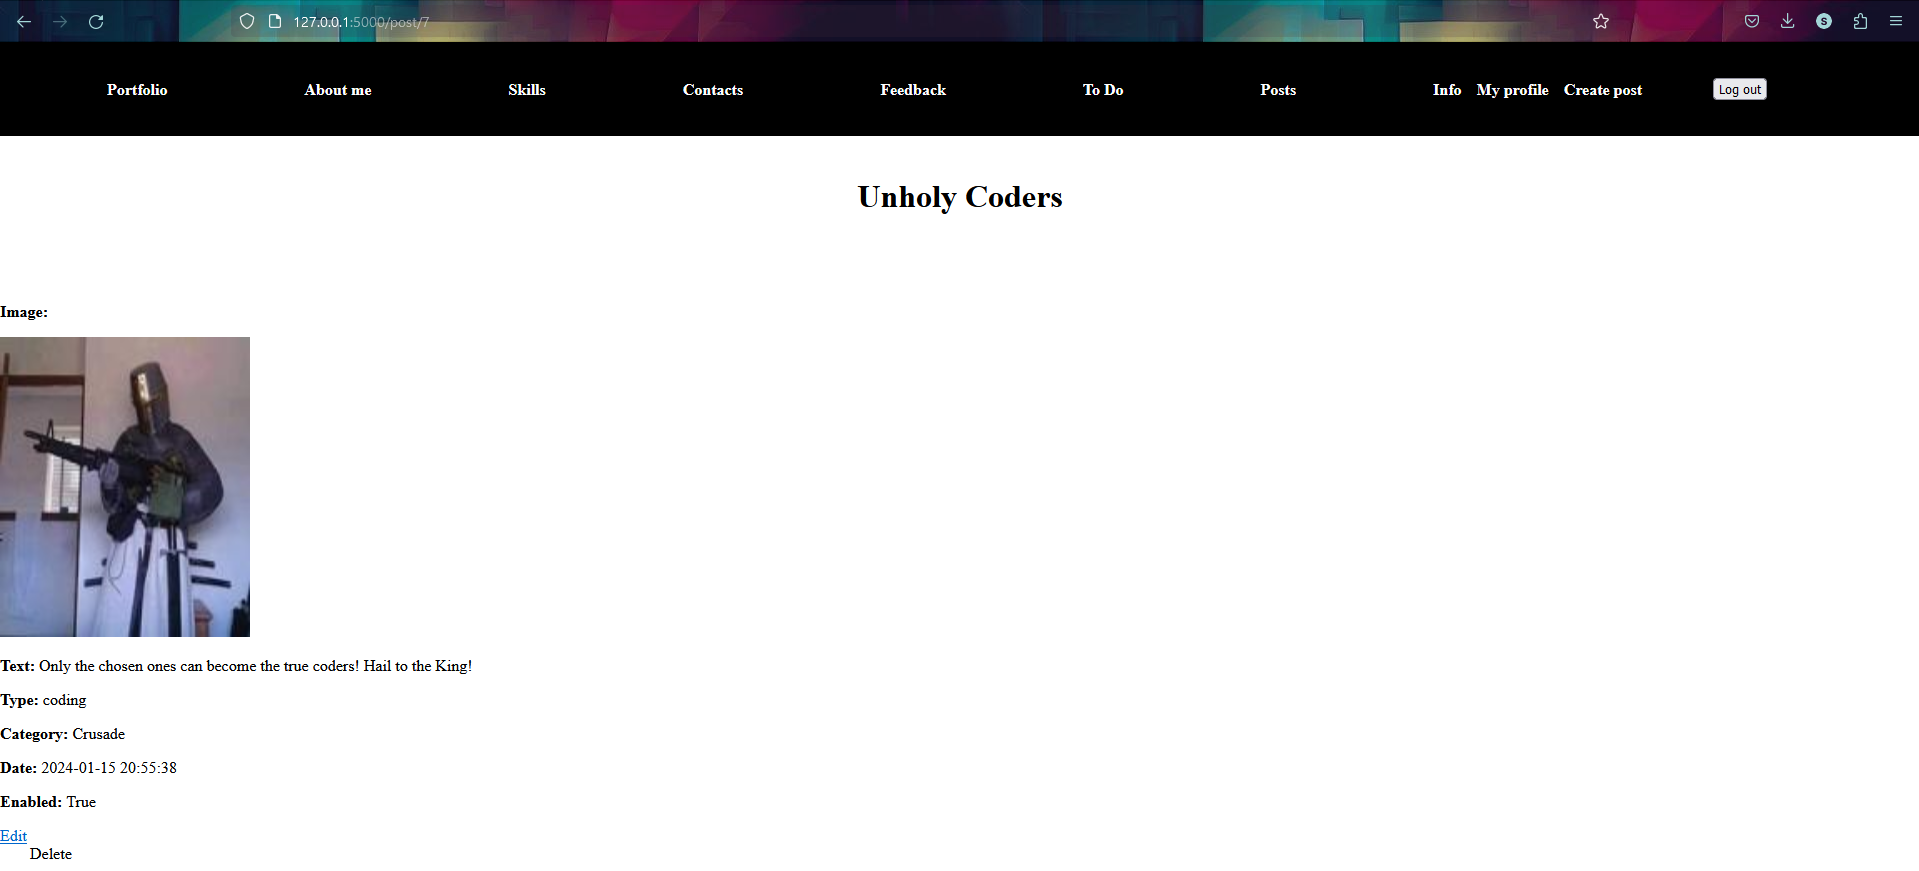 127.0.0.1:5000/post/7
S
Portfolio About me Skills Contacts Feedback To Do Posts Info My profile Create post Log out
Unholy Coders
Image:
Text: Only the chosen ones can become the true coders! Hail to the King!
Type: coding
Category: Crusade
Date: 2024-01-15 20:55:38
Enabled: True
Edit
Delete